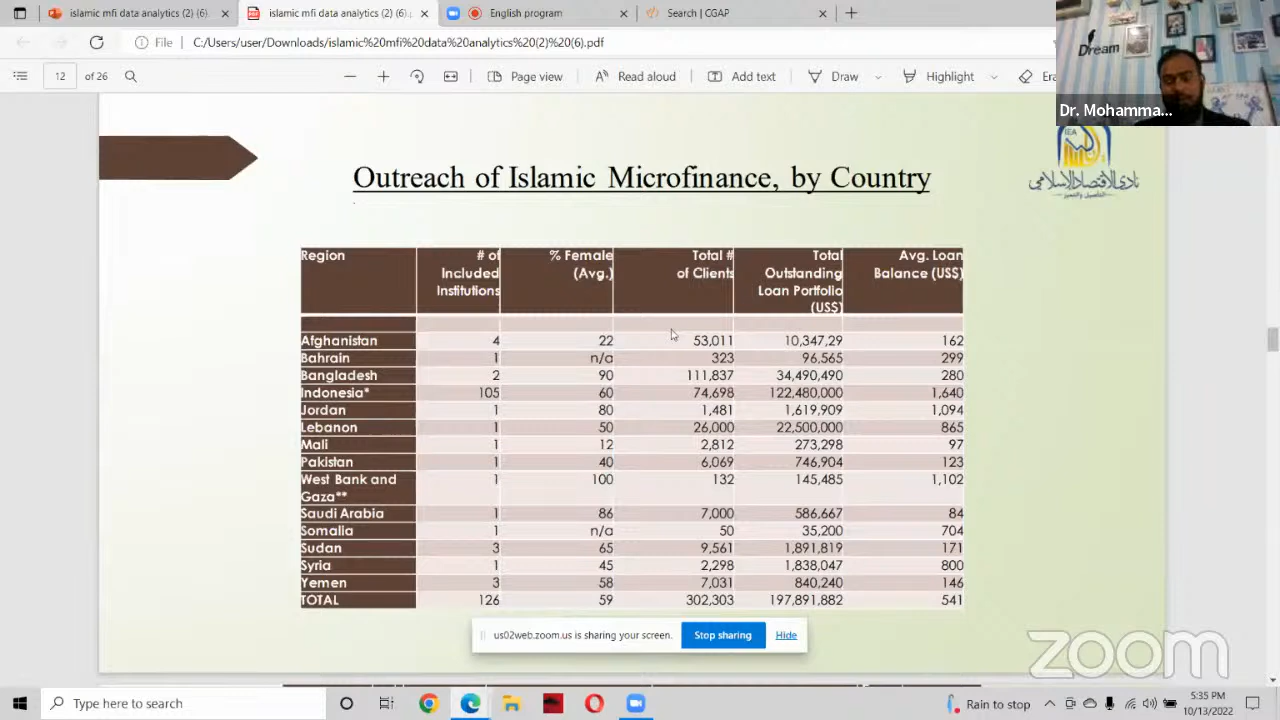 islamic mfi data analytics (2) (6).
islamic mfi data analytics (2) (6).
Post Attendee - Zoom
Search | CGAP
File
C:/Users/user/Downloads/islamic%20mfi%20data%20analytics%20(2)%20(6).pdf
12 of 26
Page view
Read aloud
Add text
Draw
Highlight
Era
Dream
Dr. Mohamma...
IEA
نادي الاقتصاد الإسلامي
Outreach of Islamic Microfinance, by Country
Region # of Included Institutions % Female (Avg.) Total # of Clients Total Outstanding Loan Portfolio (US$) Avg. Loan Balance (US$)
Afghanistan 4 22 53,011 10,347,29 162
Bahrain 1 n/a 323 96,565 299
Bangladesh 2 90 111,837 34,490,490 280
Indonesia* 105 60 74,698 122,480,000 1,640
Jordan 1 80 1,481 1,619,909 1,094
Lebanon 1 50 26,000 22,500,000 865
Mali 1 12 2,812 273,298 97
Pakistan 1 40 6,069 746,904 123
West Bank and Gaza** 1 100 132 145,485 1,102
Saudi Arabia 1 86 7,000 586,667 84
Somalia 1 n/a 50 35,200 704
Sudan 3 65 9,561 1,891,819 171
Syria 1 45 2,298 1,838,047 800
Yemen 3 58 7,031 840,240 146
TOTAL 126 59 302,303 197,891,882 541
us02web.zoom.us is sharing your screen.
Stop sharing
Hide
zoom
Type here to search
Rain to stop
5:35 PM
10/13/2022